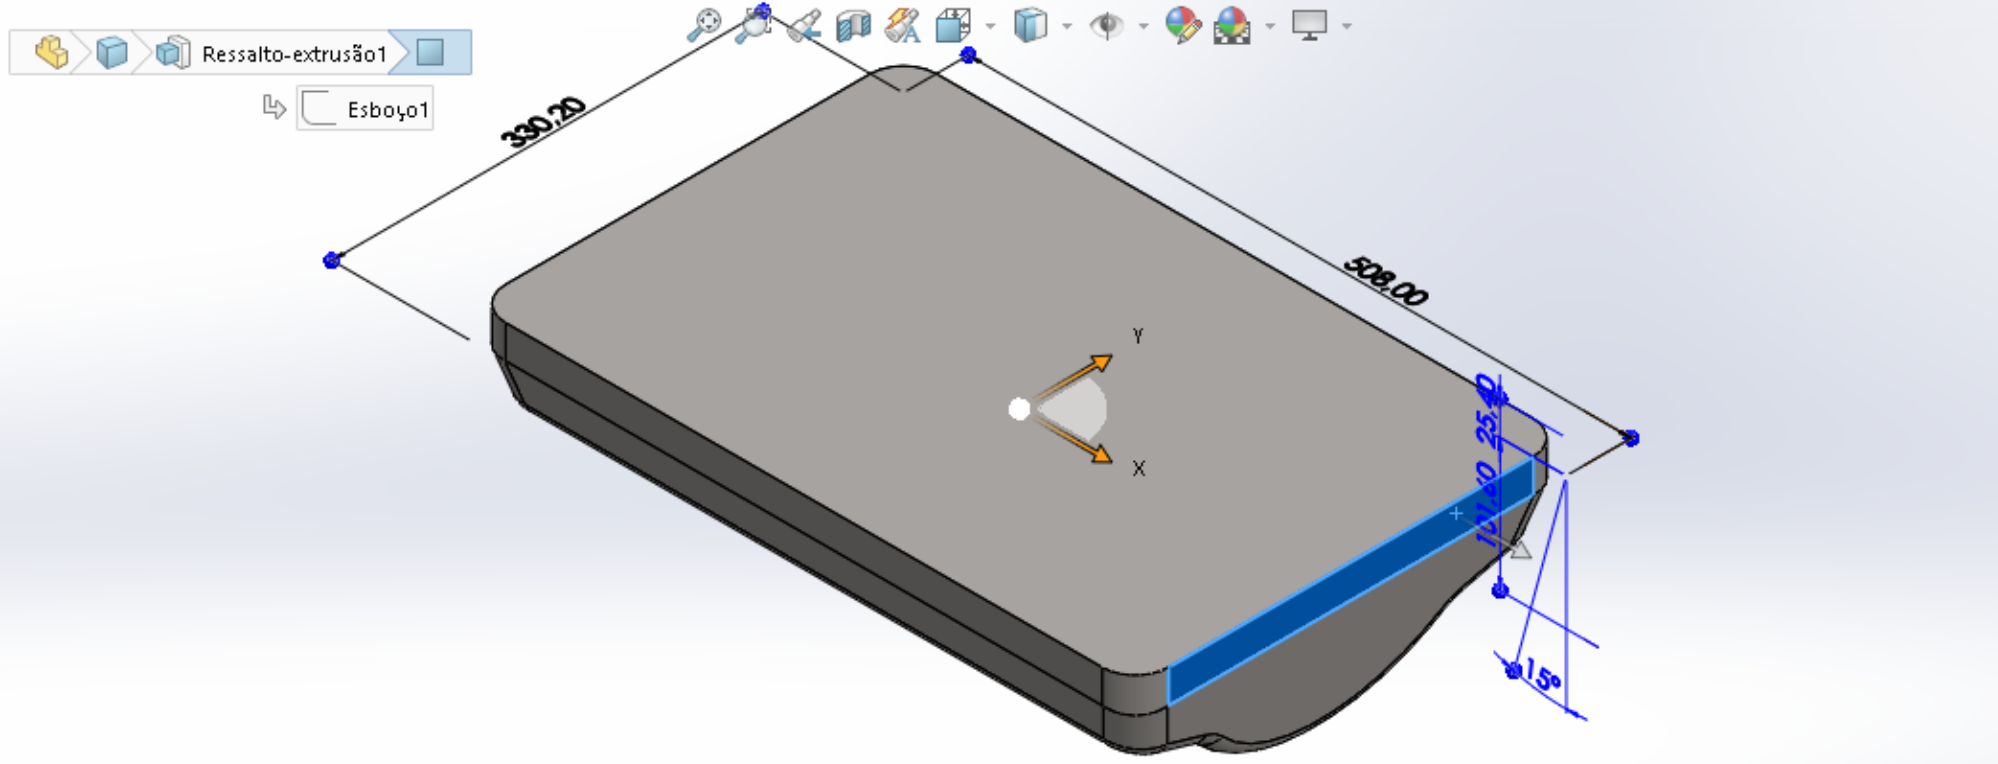 Ressalto-extrusão1
Esboço1
330,20
508,00
Y
X
25,40
101,60
15°